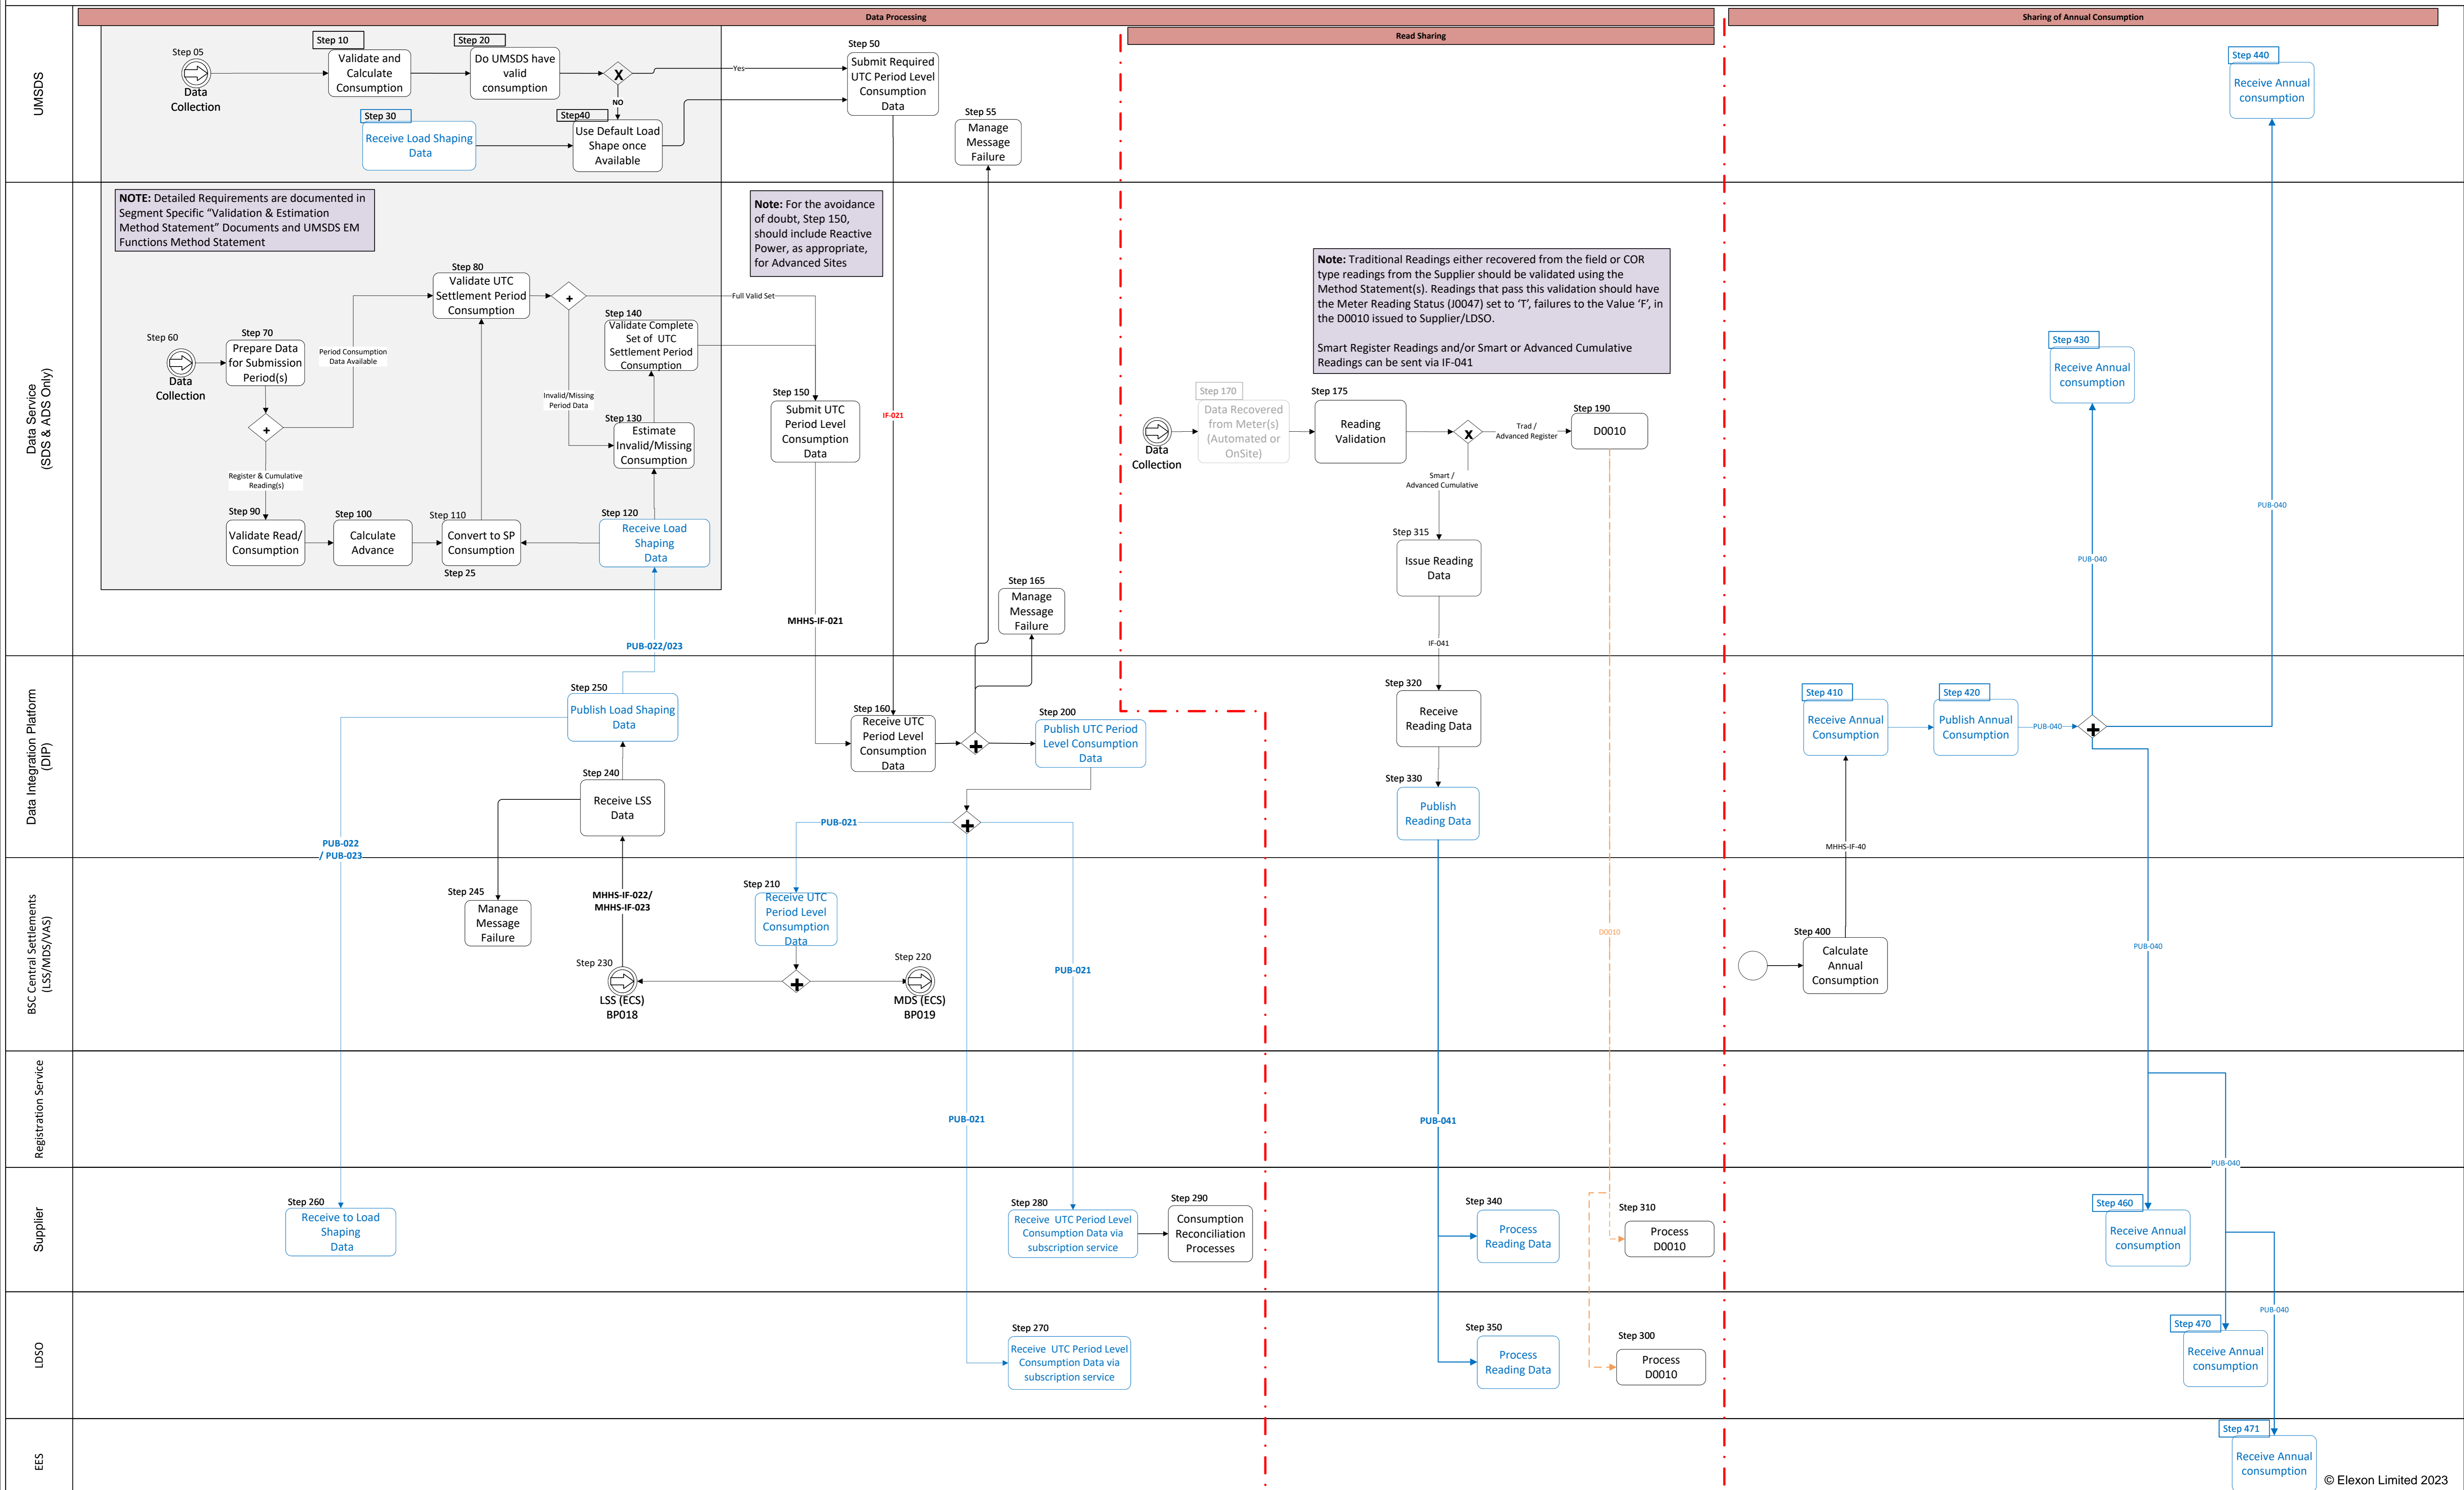 Data Processing
Sharing of Annual Consumption
Read Sharing
UMSDS
Step 05
Data
Collection
Step 10
Validate and
Calculate
Consumption
Step 20
Do UMSDS have
valid
consumption
X
Yes
NO
Step 30
Receive Load Shaping
Data
Step40
Use Default Load
Shape once
Available
Step 50
Submit Required
UTC Period Level
Consumption
Data
Step 55
Manage
Message
Failure
Step 440
Receive Annual
consumption
Data Service
(SDS & ADS Only)
NOTE: Detailed Requirements are documented in
Segment Specific “Validation & Estimation
Method Statement” Documents and UMSDS EM
Functions Method Statement
Note: For the avoidance
of doubt, Step 150,
should include Reactive
Power, as appropriate,
for Advanced Sites
Note: Traditional Readings either recovered from the field or COR
type readings from the Supplier should be validated using the
Method Statement(s). Readings that pass this validation should have
the Meter Reading Status (J0047) set to ‘T’, failures to the Value ‘F’, in
the D0010 issued to Supplier/LDSO.
Smart Register Readings and/or Smart or Advanced Cumulative
Readings can be sent via IF-041
Step 60
Data
Collection
Step 70
Prepare Data
for Submission
Period(s)
Period Consumption
Data Available
Register & Cumulative
Reading(s)
Step 80
Validate UTC
Settlement Period
Consumption
Full Valid Set
Invalid/Missing
Period Data
Step 140
Validate Complete
Set of UTC
Settlement Period
Consumption
Step 130
Estimate
Invalid/Missing
Consumption
Step 90
Validate Read/
Consumption
Step 100
Calculate
Advance
Step 110
Convert to SP
Consumption
Step 25
Step 120
Receive Load
Shaping
Data
PUB-022/023
Step 150
Submit UTC
Period Level
Consumption
Data
IF-021
MHHS-IF-021
Step 165
Manage
Message
Failure
Data
Collection
Step 170
Data Recovered
from Meter(s)
(Automated or
OnSite)
Step 175
Reading
Validation
X
Trad /
Advanced Register
Step 190
D0010
Smart /
Advanced Cumulative
Step 315
Issue Reading
Data
IF-041
Step 430
Receive Annual
consumption
PUB-040
PUB-040
Data Integration Platform
(DIP)
Step 250
Publish Load Shaping
Data
Step 240
Receive LSS
Data
PUB-022
/ PUB-023
Step 160
Receive UTC
Period Level
Consumption
Data
Step 200
Publish UTC Period
Level Consumption
Data
PUB-021
Step 320
Receive
Reading Data
Step 330
Publish
Reading Data
Step 410
Receive Annual
Consumption
Step 420
Publish Annual
Consumption
PUB-040
MHHS-IF-40
BSC Central Settlements
(LSS/MDS/VAS)
Step 245
Manage
Message
Failure
MHHS-IF-022/
MHHS-IF-023
Step 210
Receive UTC
Period Level
Consumption
Data
Step 230
LSS (ECS)
BP018
Step 220
MDS (ECS)
BP019
PUB-021
D0010
Step 400
Calculate
Annual
Consumption
PUB-040
Registration Service
PUB-021
PUB-041
PUB-040
Supplier
Step 260
Receive to Load
Shaping
Data
Step 280
Receive UTC Period Level
Consumption Data via
subscription service
Step 290
Consumption
Reconciliation
Processes
Step 340
Process
Reading Data
Step 310
Process
D0010
Step 460
Receive Annual
consumption
LDSO
Step 270
Receive UTC Period Level
Consumption Data via
subscription service
Step 350
Process
Reading Data
Step 300
Process
D0010
PUB-040
Step 470
Receive Annual
consumption
EES
Step 471
Receive Annual
consumption
© Elexon Limited 2023